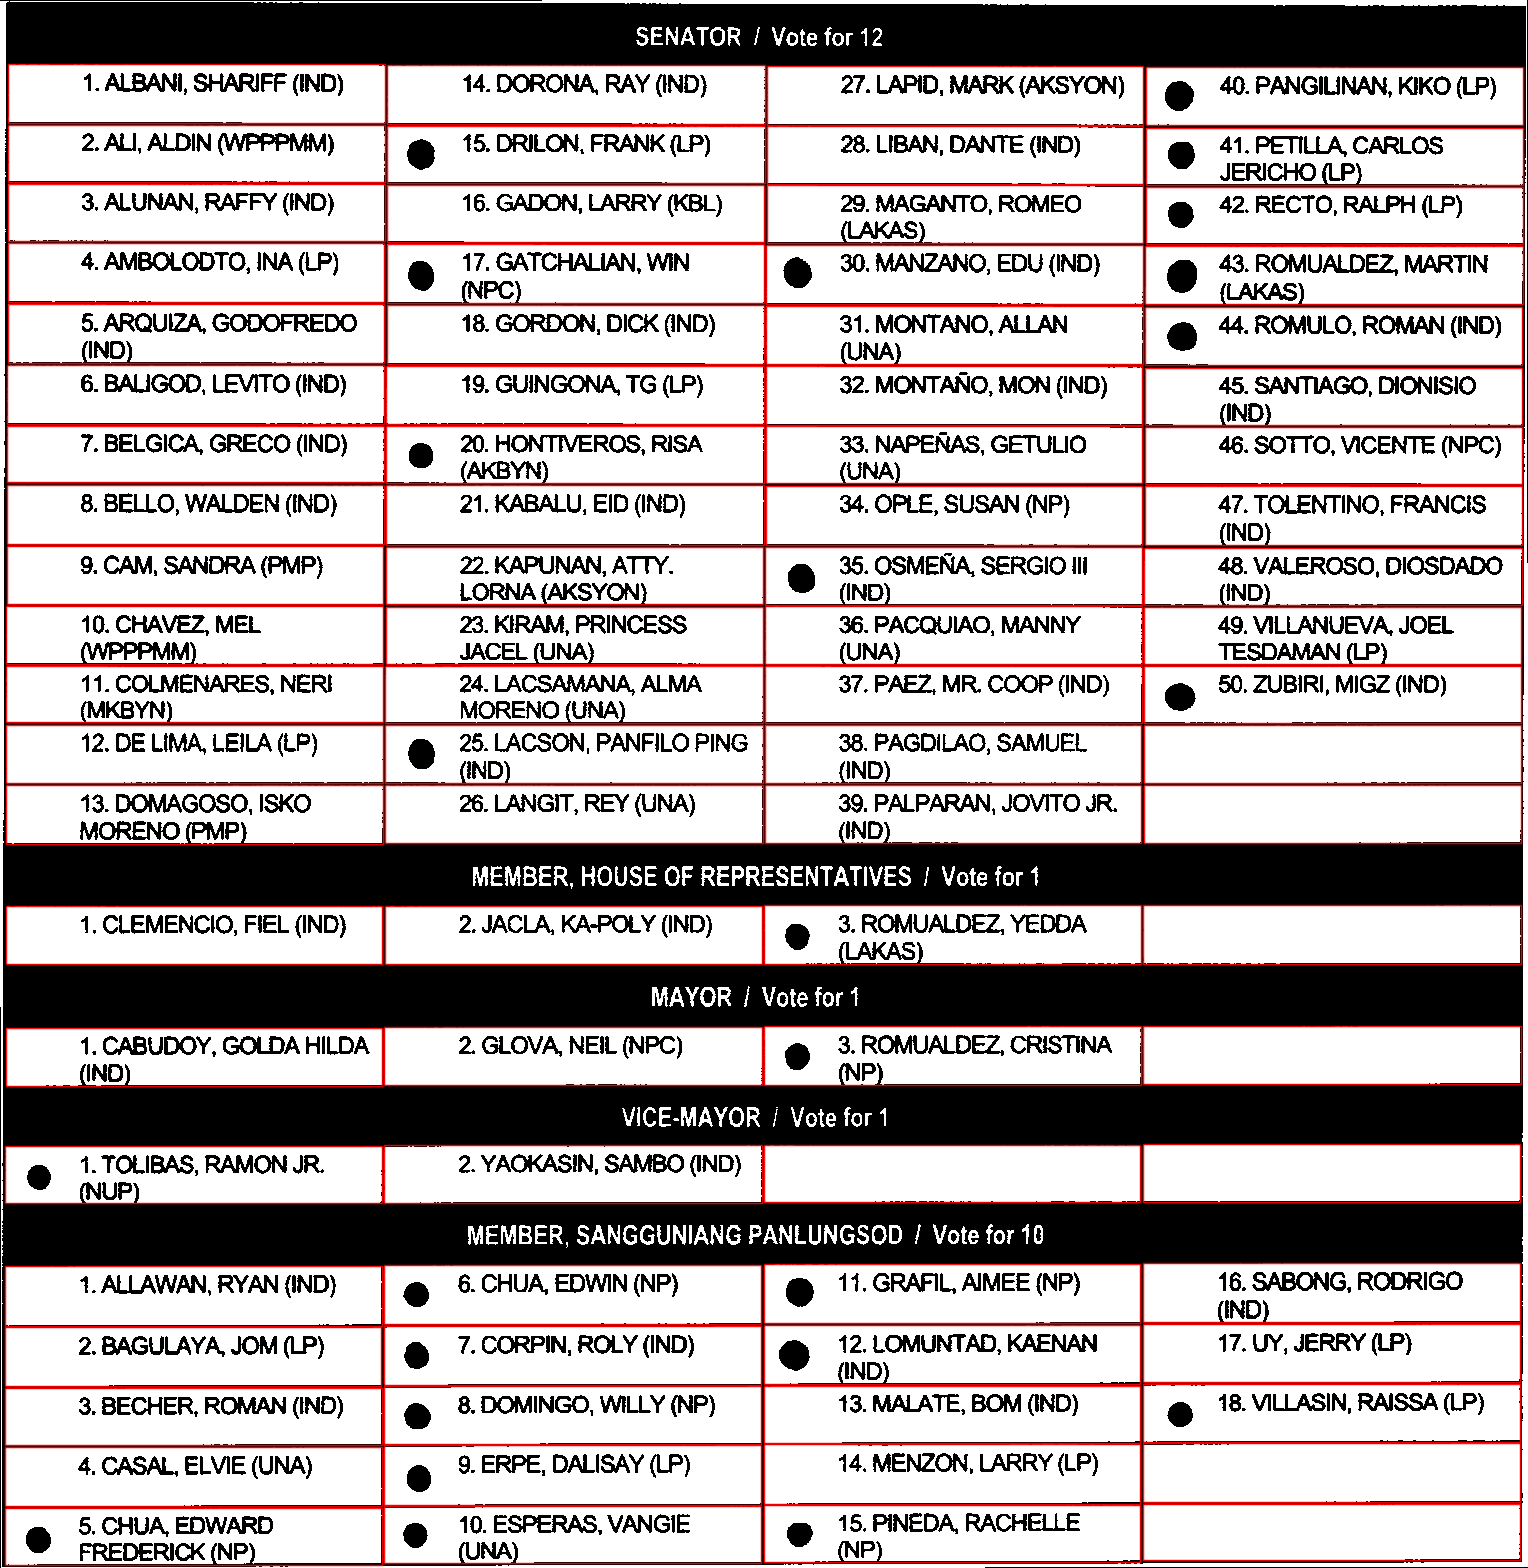 SENATOR / Vote for 12
1. ALBANI, SHARIFF (IND)
2. ALI, ALDIN (WPPPMM)
3. ALUNAN, RAFFY (IND)
4. AMBOLODTO, INA (LP)
5. ARQUIZA, GODOFREDO
(IND)
6. BALIGOD, LEVITO (IND)
7. BELGICA, GRECO (IND)
8. BELLO, WALDEN (IND)
9. CAM, SANDRA (PMP)
10. CHAVEZ, MEL
(WPPPMM)
11. COLMENARES, NERI
(MKBYN)
12. DE LIMA, LEILA (LP)
13. DOMAGOSO, ISKO
MORENO (PMP)
14. DORONA, RAY (IND)
15. DRILON, FRANK (LP)
16. GADON, LARRY (KBL)
17. GATCHALIAN, WIN
(NPC)
18. GORDON, DICK (IND)
19. GUINGONA, TG (LP)
20. HONTIVEROS, RISA
(AKBYN)
21. KABALU, EID (IND)
22. KAPUNAN, ATTY.
LORNA (AKSYON)
23. KIRAM, PRINCESS
JACEL (UNA)
24. LACSAMANA, ALMA
MORENO (UNA)
25. LACSON, PANFILO PING
(IND)
26. LANGIT, REY (UNA)
27. LAPID, MARK (AKSYON)
28. LIBAN, DANTE (IND)
29. MAGANTO, ROMEO
(LAKAS)
30. MANZANO, EDU (IND)
31. MONTANO, ALLAN
(UNA)
32. MONTAÑO, MON (IND)
33. NAPEÑAS, GETULIO
(UNA)
34. OPLE, SUSAN (NP)
35. OSMEÑA, SERGIO III
(IND)
36. PACQUIAO, MANNY
(UNA)
37. PAEZ, MR. COOP (IND)
38. PAGDILAO, SAMUEL
(IND)
39. PALPARAN, JOVITO JR.
(IND)
40. PANGILINAN, KIKO (LP)
41. PETILLA, CARLOS
JERICHO (LP)
42. RECTO, RALPH (LP)
43. ROMUALDEZ, MARTIN
(LAKAS)
44. ROMULO, ROMAN (IND)
45. SANTIAGO, DIONISIO
(IND)
46. SOTTO, VICENTE (NPC)
47. TOLENTINO, FRANCIS
(IND)
48. VALEROSO, DIOSDADO
(IND)
49. VILLANUEVA, JOEL
TESDAMAN (LP)
50. ZUBIRI, MIGZ (IND)
MEMBER, HOUSE OF REPRESENTATIVES / Vote for 1
1. CLEMENCIO, FIEL (IND)
2. JACLA, KA-POLY (IND)
3. ROMUALDEZ, YEDDA
(LAKAS)
MAYOR / Vote for 1
1. CABUDOY, GOLDA HILDA
(IND)
2. GLOVA, NEIL (NPC)
3. ROMUALDEZ, CRISTINA
(NP)
VICE-MAYOR / Vote for 1
1. TOLIBAS, RAMON JR.
(NUP)
2. YAOKASIN, SAMBO (IND)
MEMBER, SANGGUNIANG PANLUNGSOD / Vote for 10
1. ALLAWAN, RYAN (IND)
2. BAGULAYA, JOM (LP)
3. BECHER, ROMAN (IND)
4. CASAL, ELVIE (UNA)
5. CHUA, EDWARD
FREDERICK (NP)
6. CHUA, EDWIN (NP)
7. CORPIN, ROLY (IND)
8. DOMINGO, WILLY (NP)
9. ERPE, DALISAY (LP)
10. ESPERAS, VANGIE
(UNA)
11. GRAFIL, AIMEE (NP)
12. LOMUNTAD, KAENAN
(IND)
13. MALATE, BOM (IND)
14. MENZON, LARRY (LP)
15. PINEDA, RACHELLE
(NP)
16. SABONG, RODRIGO
(IND)
17. UY, JERRY (LP)
18. VILLASIN, RAISSA (LP)